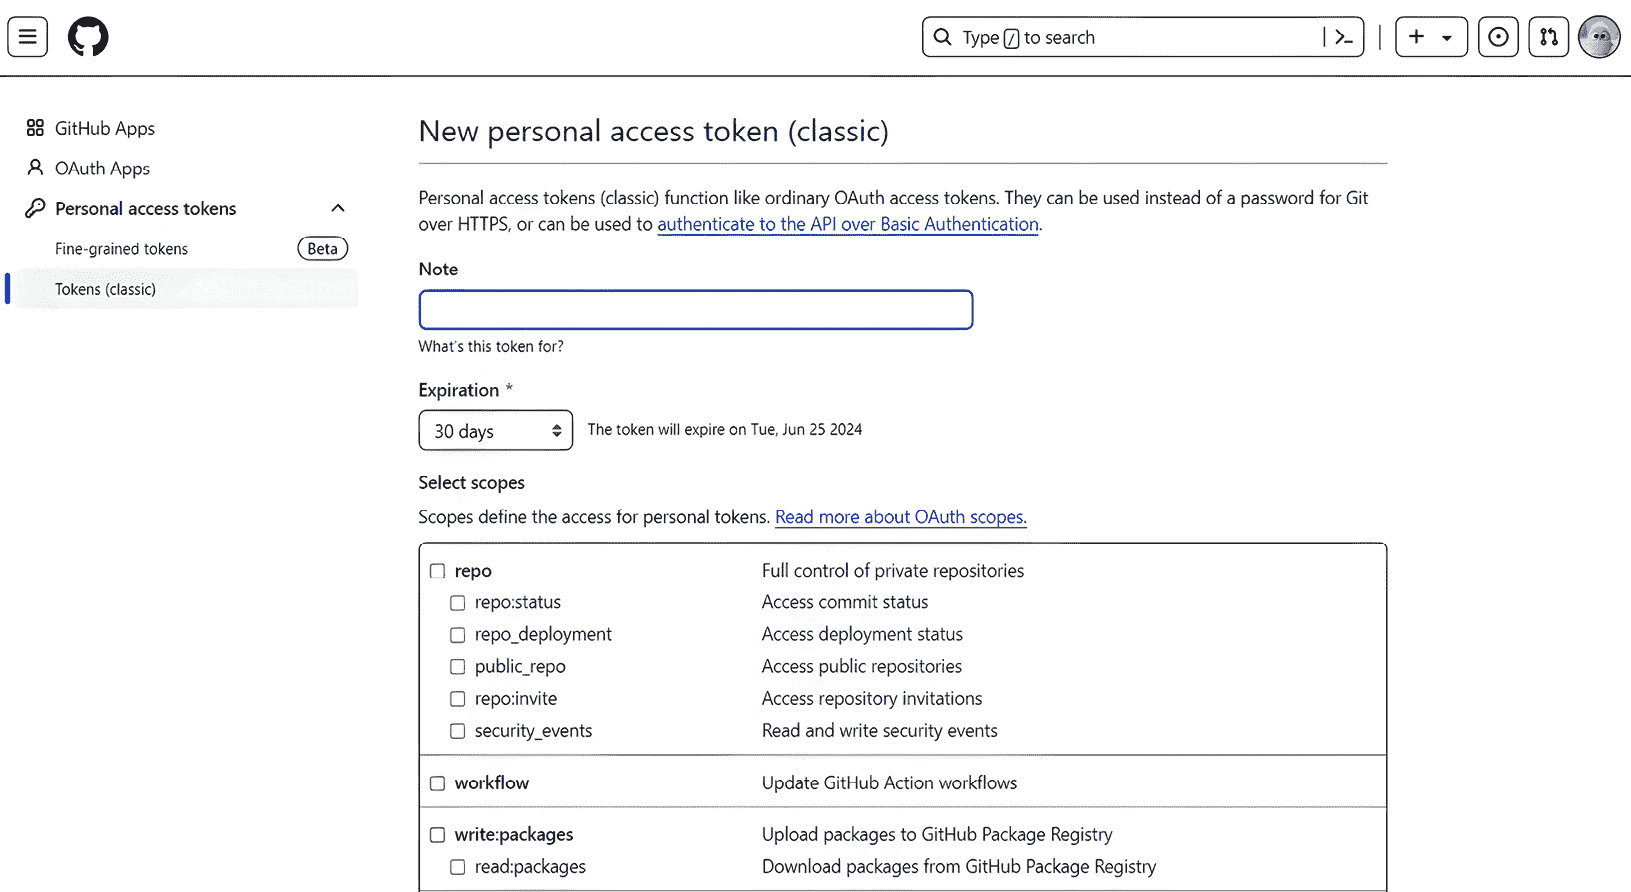 Type / to search
GitHub Apps
OAuth Apps
Personal access tokens
Fine-grained tokens Beta
Tokens (classic)
New personal access token (classic)
Personal access tokens (classic) function like ordinary OAuth access tokens. They can be used instead of a password for Git
over HTTPS, or can be used to authenticate to the API over Basic Authentication.
Note
What's this token for?
Expiration *
30 days The token will expire on Tue, Jun 25 2024
Select scopes
Scopes define the access for personal tokens. Read more about OAuth scopes.
repo Full control of private repositories
repo:status Access commit status
repo_deployment Access deployment status
public_repo Access public repositories
repo:invite Access repository invitations
security_events Read and write security events
workflow Update GitHub Action workflows
write:packages Upload packages to GitHub Package Registry
read:packages Download packages from GitHub Package Registry